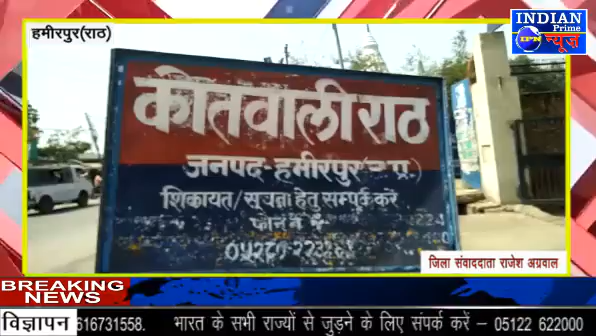 हमीरपुर(राठ)
INDIAN
Prime
IPN न्यूज़
कोतवाली राठ
जनपद-हमीरपुर(उ.प्र.)
शिकायत/सूचना हेतु सम्पर्क करें
फोन नं
जिला संवाददाता राजेश अग्रवाल
BREAKING
NEWS
विज्ञापन 616731558. भारत के सभी राज्यों से जुड़ने के लिए संपर्क करें - 05122 622000